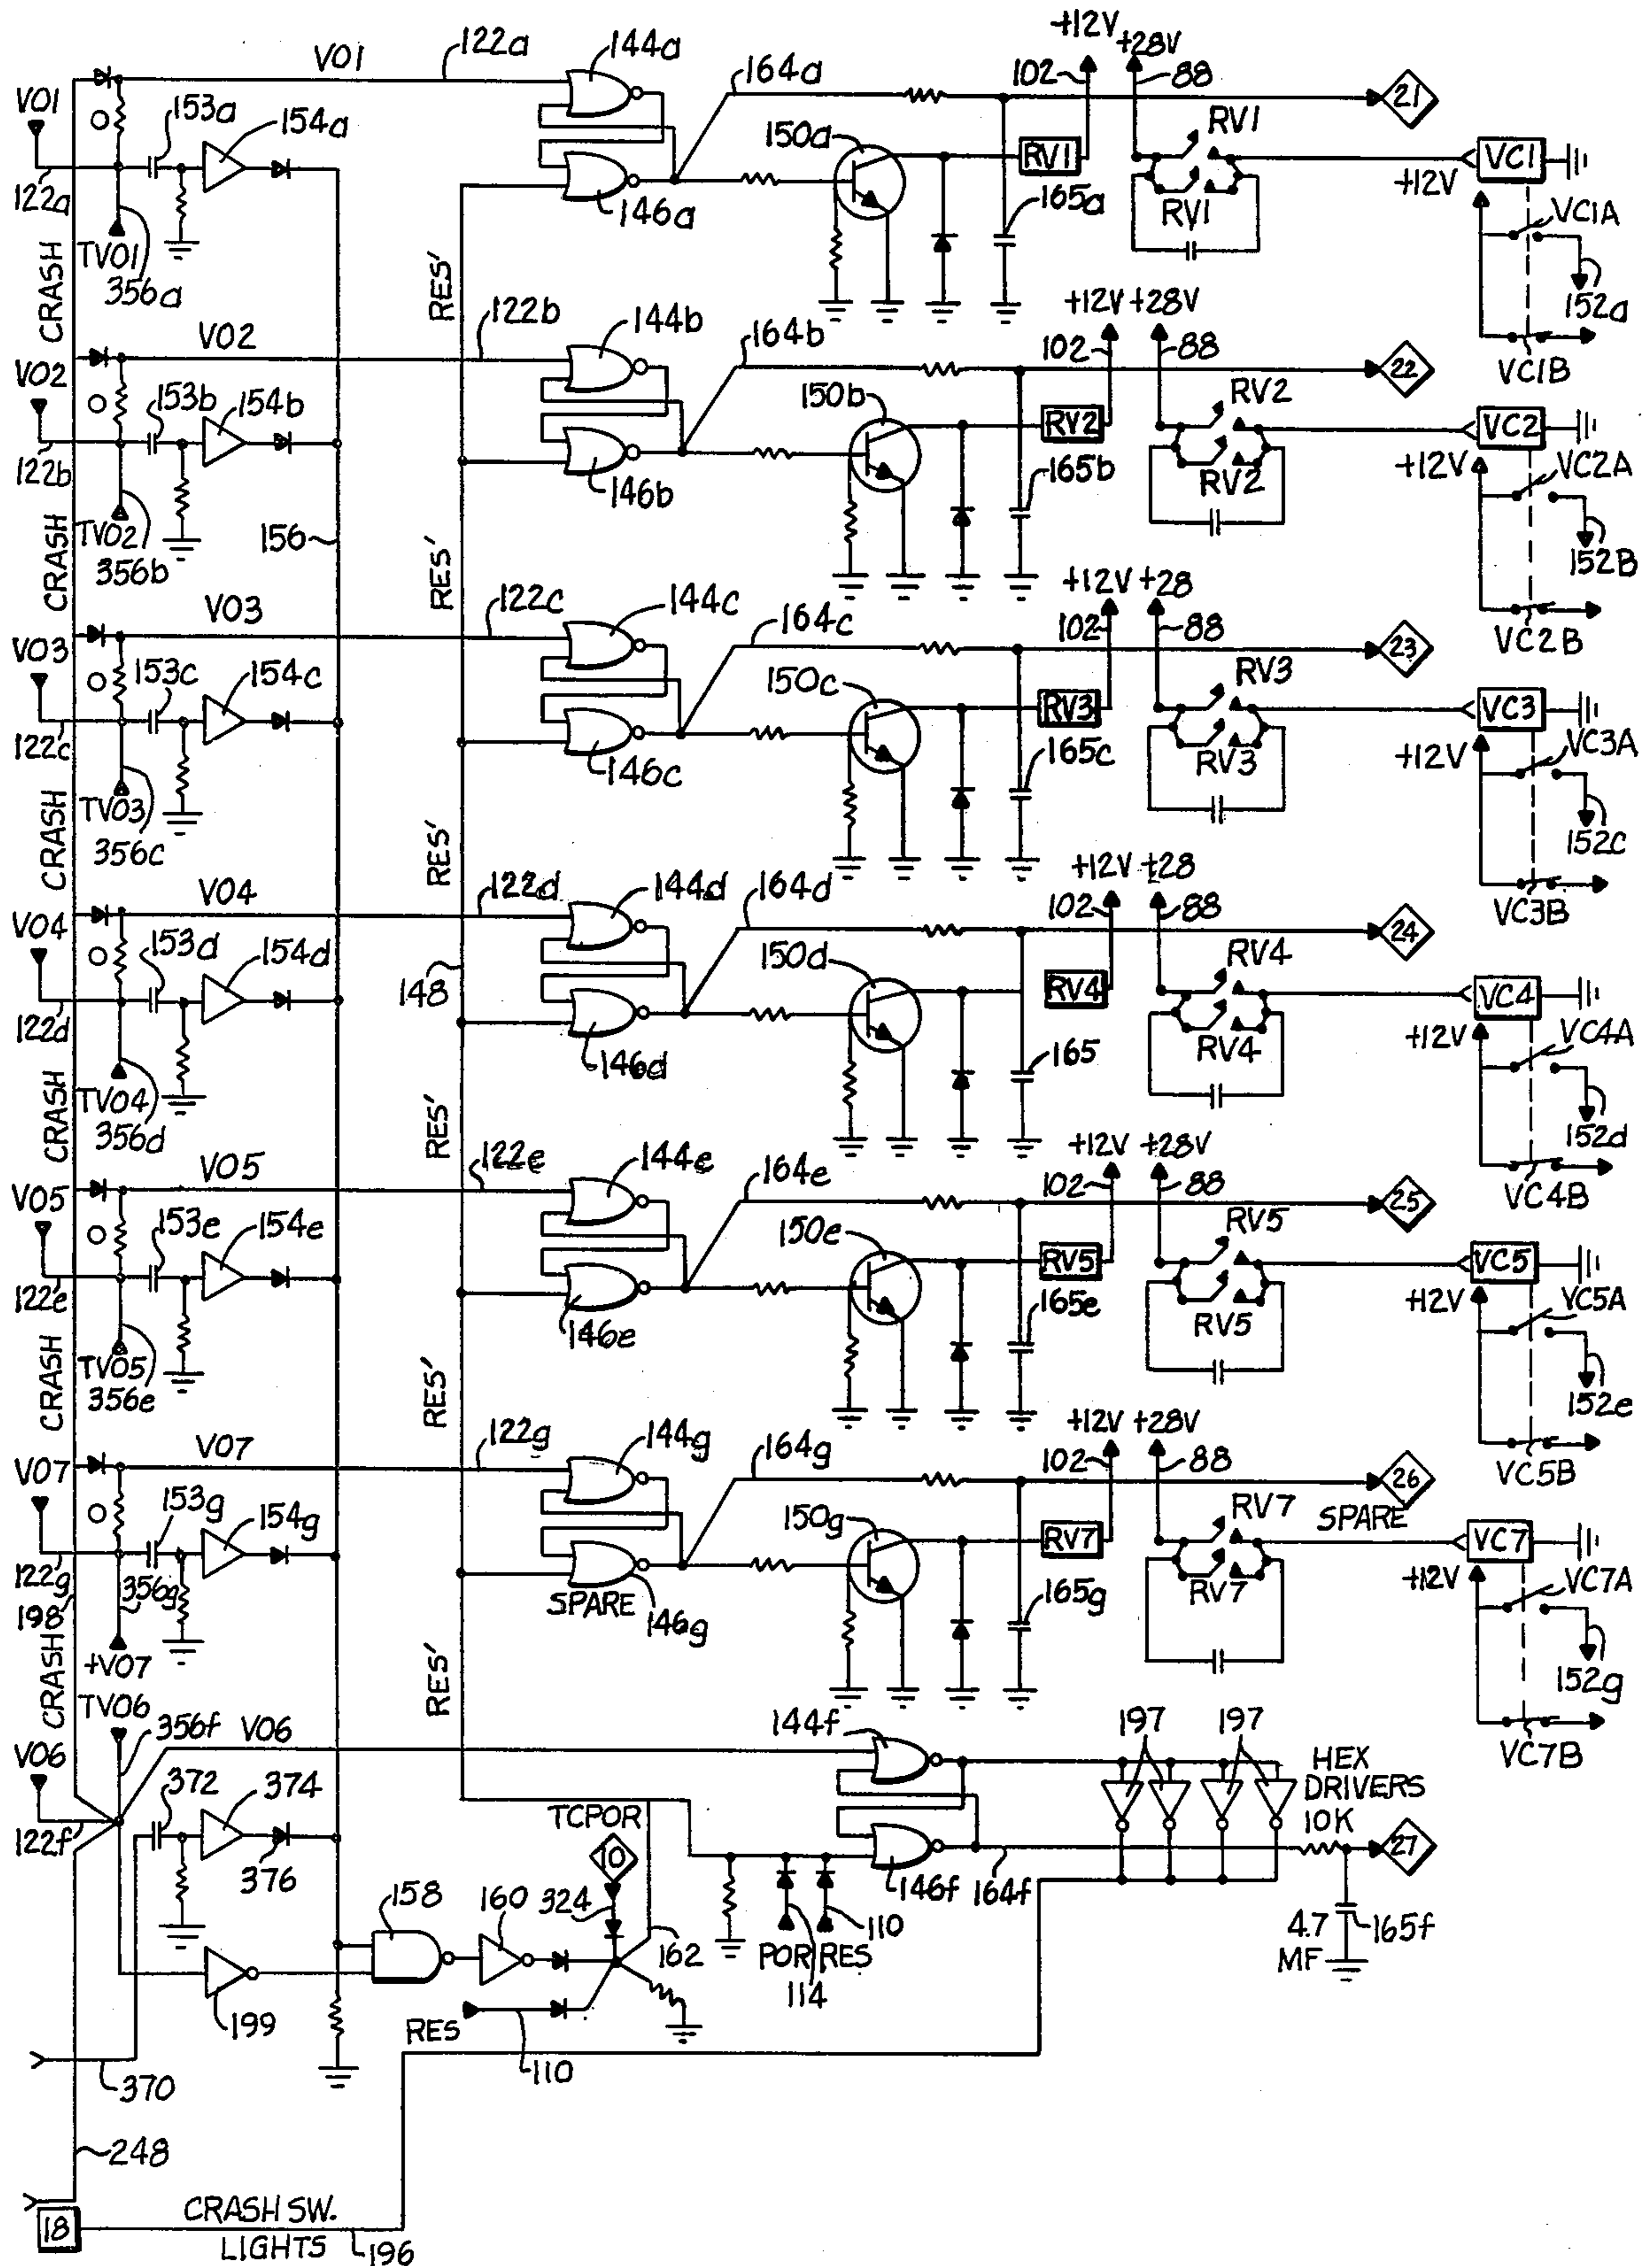 V01
122a
144a
164a
+12V
+28V
102
88
21
V01
153a
154a
150a
RV1
RV1
VC1
122a
146a
165a
RV1
+12V
VC1A
CRASH
TV01
356a
RES'
152a
V02
122b
144b
164b
+12V
+28V
102
88
22
VC1B
V02
153b
154b
150b
RV2
RV2
VC2
122b
146b
165b
RV2
+12V
VC2A
CRASH
TV02
356b
156
RES'
152B
V03
122c
144c
164c
+12V
+28
102
88
23
VC2B
V03
153c
154c
150c
RV3
RV3
VC3
122c
146c
165c
RV3
+12V
VC3A
CRASH
TV03
356c
RES'
152c
V04
122d
144d
164d
+12V
+28
102
88
24
VC3B
V04
153d
154d
148
150d
RV4
RV4
VC4
122d
146d
165
RV4
+12V
VC4A
CRASH
TV04
356d
RES'
152d
V05
122e
144e
164e
+12V
+28V
102
88
25
VC4B
V05
153e
154e
150e
RV5
RV5
VC5
122e
146e
165e
RV5
+12V
VC5A
CRASH
TV05
356e
RES'
152e
V07
122g
144g
164g
+12V
+28V
102
88
26
VC5B
V07
153g
154g
150g
RV7
RV7
SPARE
VC7
122g
356g
SPARE
146g
165g
RV7
+12V
VC7A
198
CRASH
+V07
RES'
152g
TV06
356f
V06
144f
197
197
VC7B
V06
372
374
HEX
DRIVERS
10K
122f
376
TCPOR
10
146f
164f
27
158
160
324
162
POR
RES
110
114
4.7
MF
165f
199
RES
110
370
248
18
CRASH SW.
LIGHTS
196